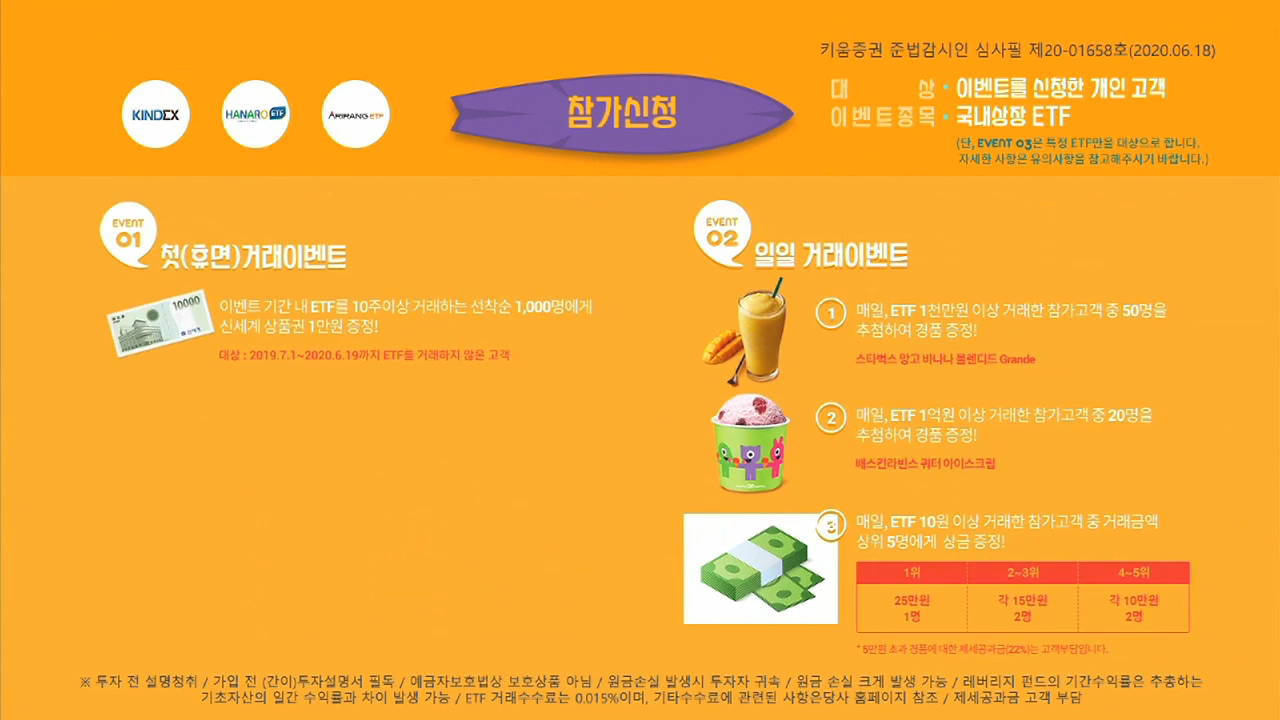 키움증권 준법감시인 심사필 제20-01658호(2020.06.18)
KINDEX
HANARO ETF
ARIRANG ETF
참가신청
대 상 · 이벤트를 신청한 개인 고객
이벤트종목 · 국내상장 ETF
(단, EVENT 03은 특정 ETF만을 대상으로 합니다.
자세한 사항은 유의사항을 참고해주시기 바랍니다.)
EVENT
01
첫(휴면)거래이벤트
10000
이벤트 기간 내 ETF를 10주이상 거래하는 선착순 1,000명에게
신세계 상품권 1만원 증정!
대상 : 2019.7.1~2020.6.19까지 ETF를 거래하지 않은 고객
EVENT
02
일일 거래이벤트
1
매일, ETF 1천만원 이상 거래한 참가고객 중 50명을
추첨하여 경품 증정!
스타벅스 망고 바나나 블렌디드 Grande
2
매일, ETF 1억원 이상 거래한 참가고객 중 20명을
추첨하여 경품 증정!
배스킨라빈스 쿼터 아이스크림
3
매일, ETF 10원 이상 거래한 참가고객 중 거래금액
상위 5명에게 상금 증정!
1위 2~3위 4~5위
25만원 각 15만원 각 10만원
1명 2명 2명
* 5만원 초과 경품에 대한 제세공과금(22%)는 고객부담입니다.
※ 투자 전 설명청취 / 가입 전 (간이)투자설명서 필독 / 예금자보호법상 보호상품 아님 / 원금손실 발생시 투자자 귀속 / 원금 손실 크게 발생 가능 / 레버리지 펀드의 기간수익률은 추종하는
기초자산의 일간 수익률과 차이 발생 가능 / ETF 거래수수료는 0.015%이며, 기타수수료에 관련된 사항은당사 홈페이지 참조 / 제세공과금 고객 부담